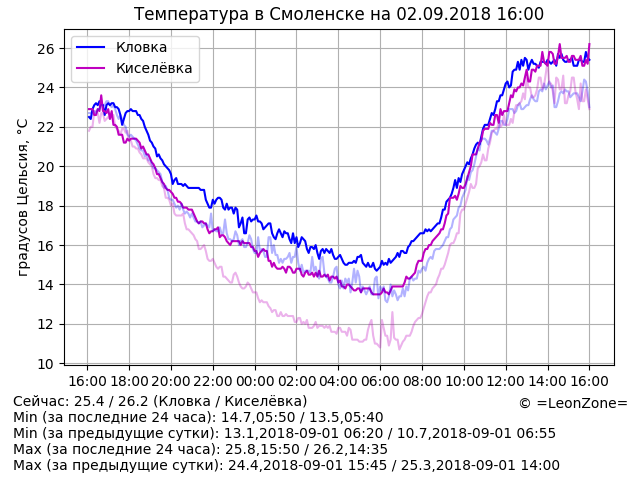 Температура в Смоленске на 02.09.2018 16:00
Кловка
Киселёвка
градусов Цельсия, °C
26
24
22
20
18
16
14
12
10
16:00 18:00 20:00 22:00 00:00 02:00 04:00 06:00 08:00 10:00 12:00 14:00 16:00
Сейчас: 25.4 / 26.2 (Кловка / Киселёвка)
© =LeonZone=
Min (за последние 24 часа): 14.7,05:50 / 13.5,05:40
Min (за предыдущие сутки): 13.1,2018-09-01 06:20 / 10.7,2018-09-01 06:55
Max (за последние 24 часа): 25.8,15:50 / 26.2,14:35
Max (за предыдущие сутки): 24.4,2018-09-01 15:45 / 25.3,2018-09-01 14:00